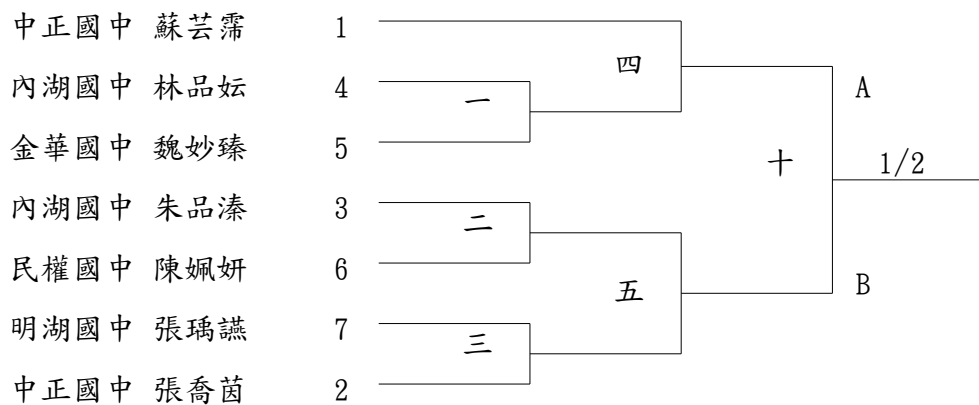 中正國中 蘇芸霈 1
四
內湖國中 林品妘 4
A
一
金華國中 魏妙臻 5
十
1/2
內湖國中 朱品溱 3
二
民權國中 陳姵妍 6
B
五
明湖國中 張瑀讌 7
三
中正國中 張喬茵 2